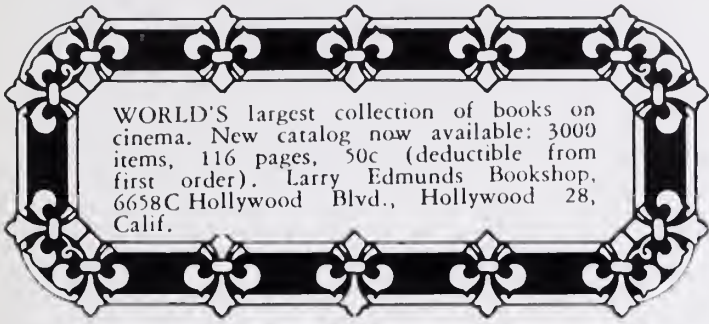 WORLD'S largest collection of books on
cinema. New catalog now available: 3000
items, 116 pages, 50c (deductible from
first order). Larry Edmunds Bookshop,
6658C Hollywood Blvd., Hollywood 28,
Calif.